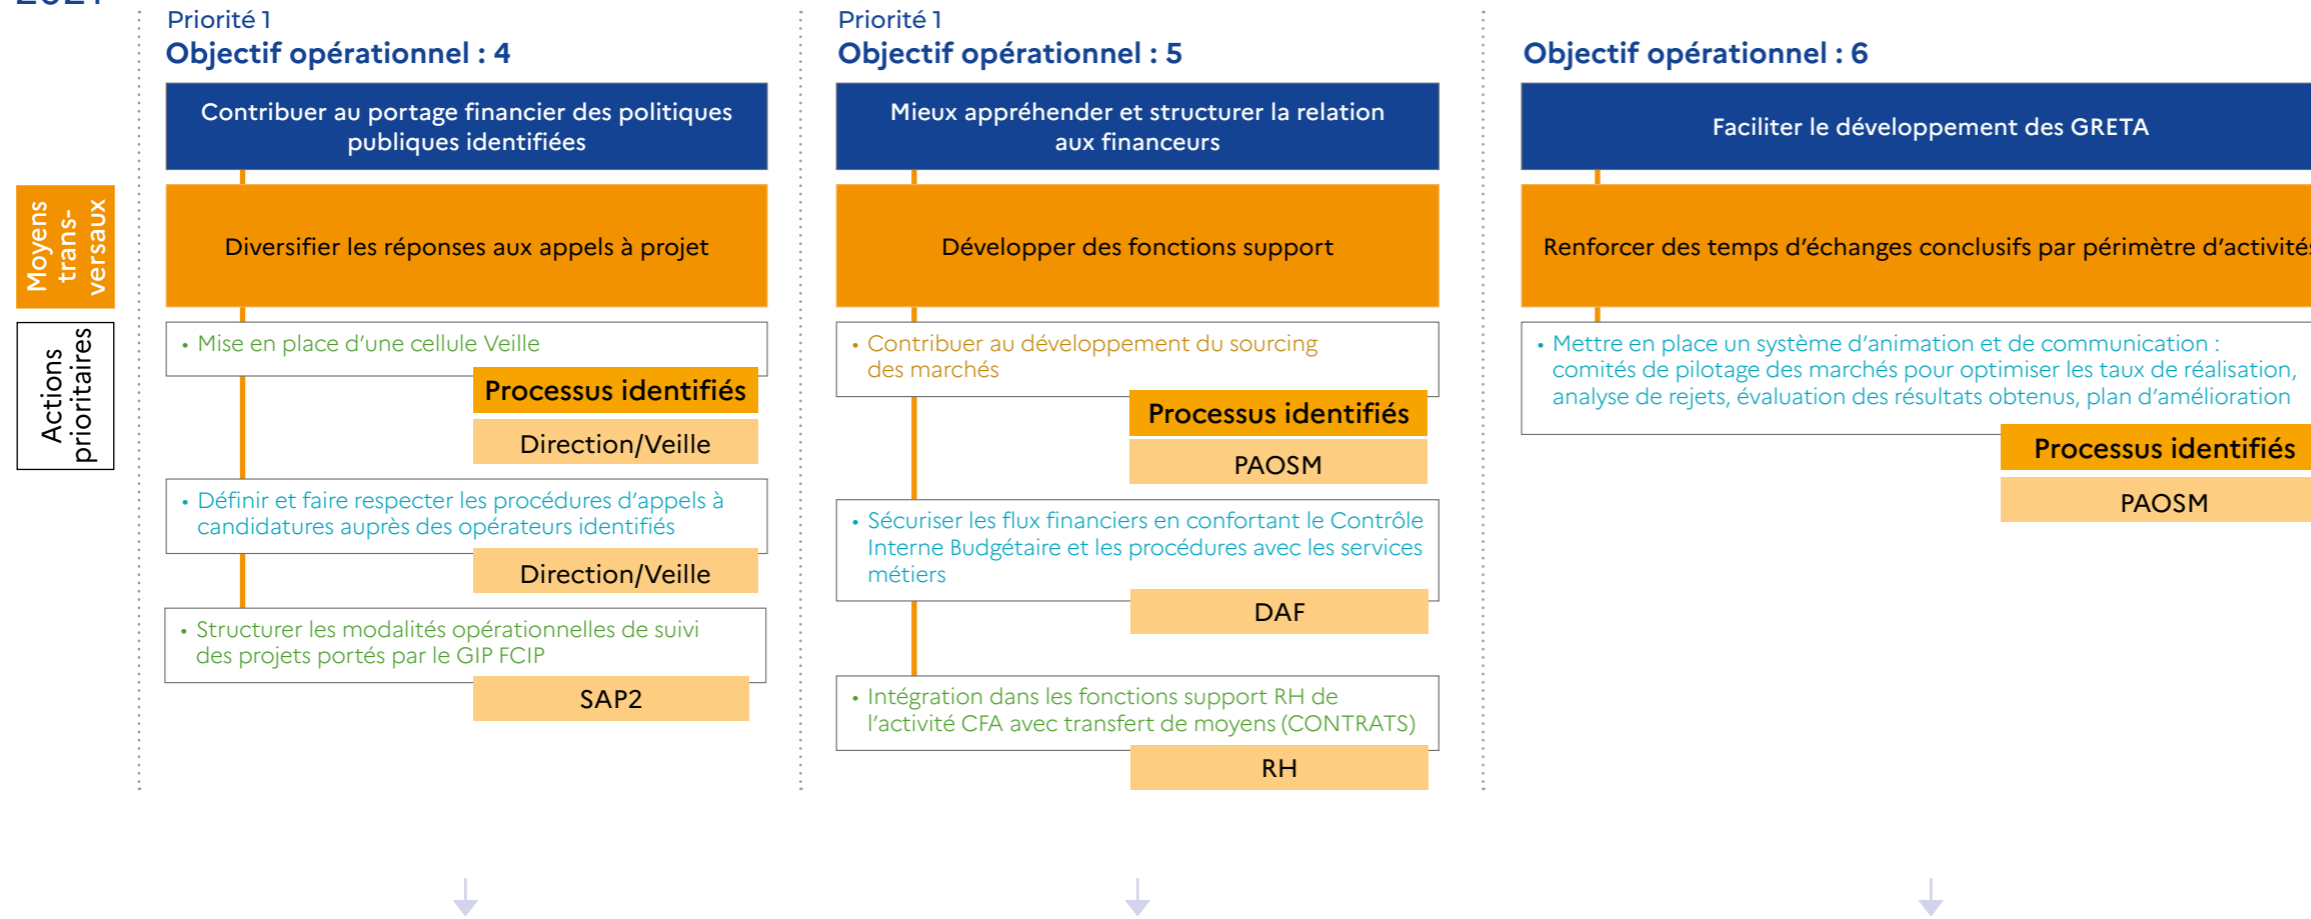 Priorité 1
Objectif opérationnel : 4
Contribuer au portage financier des politiques
publiques identifiées
Moyens
trans-
versaux
Diversifier les réponses aux appels à projet
Actions
prioritaires
• Mise en place d’une cellule Veille
Processus identifiés
Direction/Veille
• Définir et faire respecter les procédures d’appels à
candidatures auprès des opérateurs identifiés
Direction/Veille
• Structurer les modalités opérationnelles de suivi
des projets portés par le GIP FCIP
SAP2
Priorité 1
Objectif opérationnel : 5
Mieux appréhender et structurer la relation
aux financeurs
Développer des fonctions support
• Contribuer au développement du sourcing
des marchés
Processus identifiés
PAOSM
• Sécuriser les flux financiers en confortant le Contrôle
Interne Budgétaire et les procédures avec les services
métiers
DAF
• Intégration dans les fonctions support RH de
l’activité CFA avec transfert de moyens (CONTRATS)
RH
Objectif opérationnel : 6
Faciliter le développement des GRETA
Renforcer des temps d’échanges conclusifs par périmètre d’activités
• Mettre en place un système d’animation et de communication :
comités de pilotage des marchés pour optimiser les taux de réalisation,
analyse de rejets, évaluation des résultats obtenus, plan d’amélioration
Processus identifiés
PAOSM